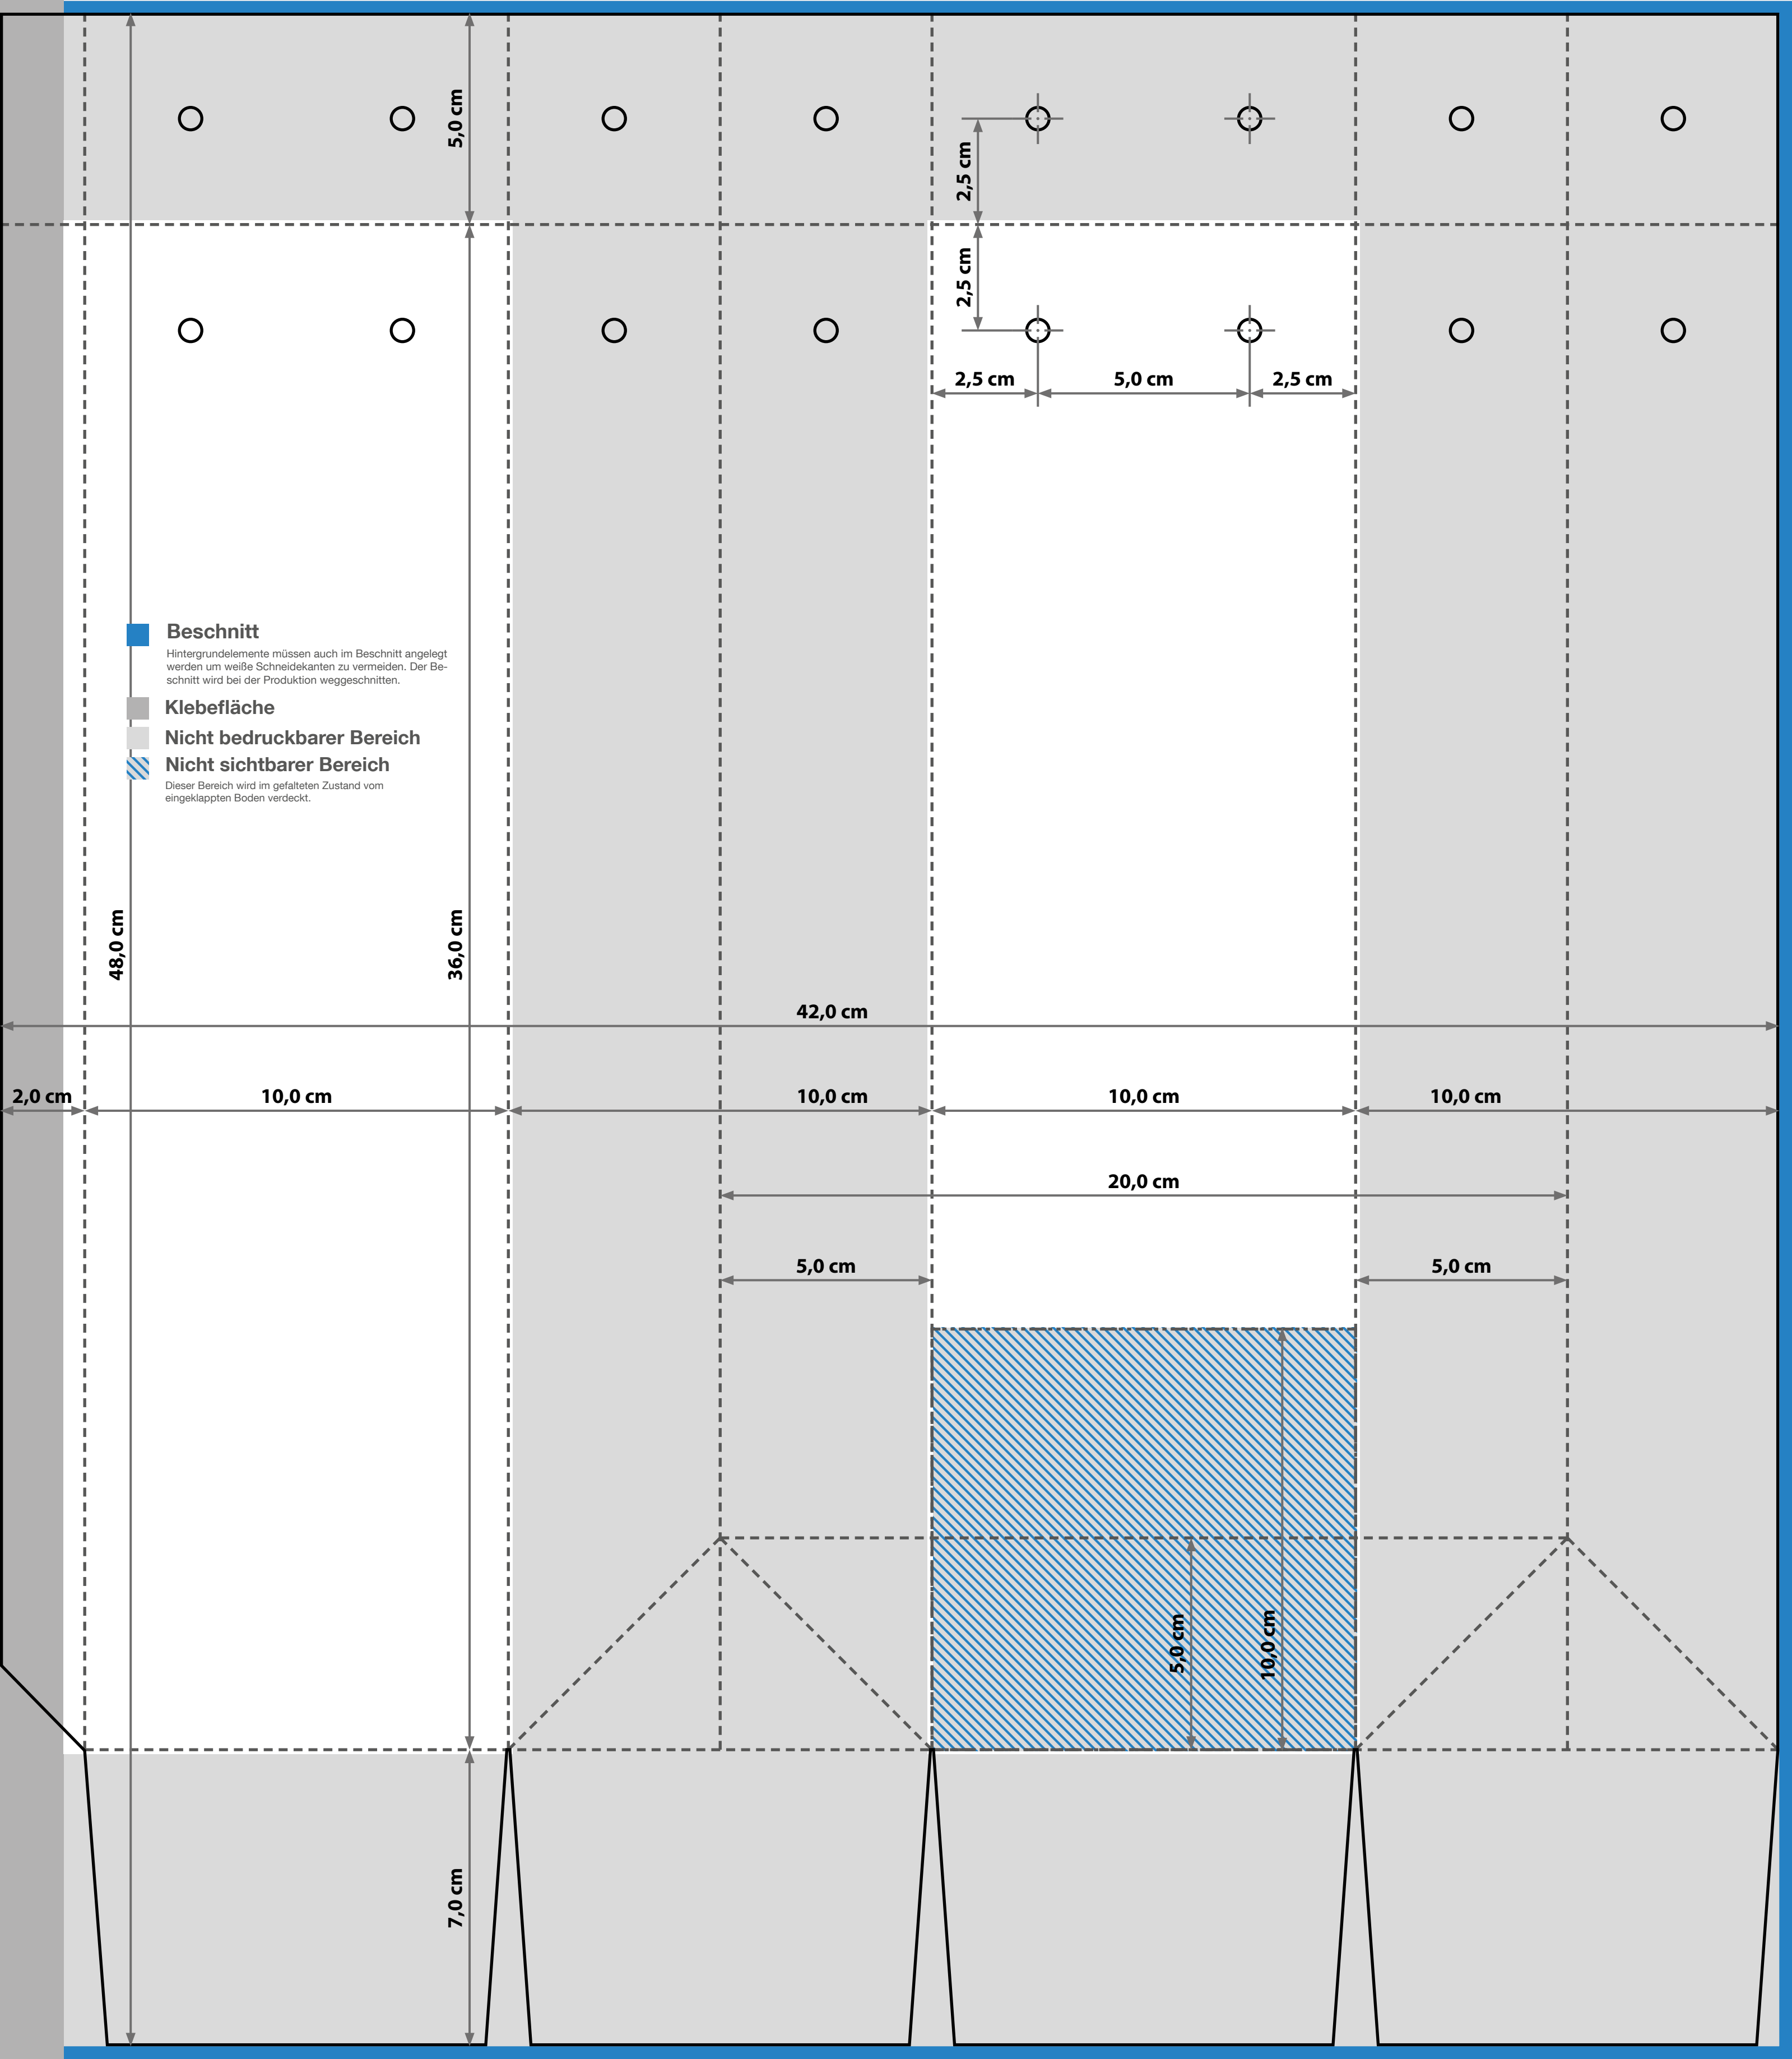 5,0 cm
2,5 cm
2,5 cm
2,5 cm
5,0 cm
2,5 cm
Beschnitt
Hintergrundelemente müssen auch im Beschnitt angelegt
werden um weiße Schneidekanten zu vermeiden. Der Be-
schnitt wird bei der Produktion weggeschnitten.
Klebefläche
Nicht bedruckbarer Bereich
Nicht sichtbarer Bereich
Dieser Bereich wird im gefalteten Zustand vom
eingeklappten Boden verdeckt.
48,0 cm
36,0 cm
42,0 cm
2,0 cm
10,0 cm
10,0 cm
10,0 cm
10,0 cm
20,0 cm
5,0 cm
5,0 cm
5,0 cm
10,0 cm
7,0 cm